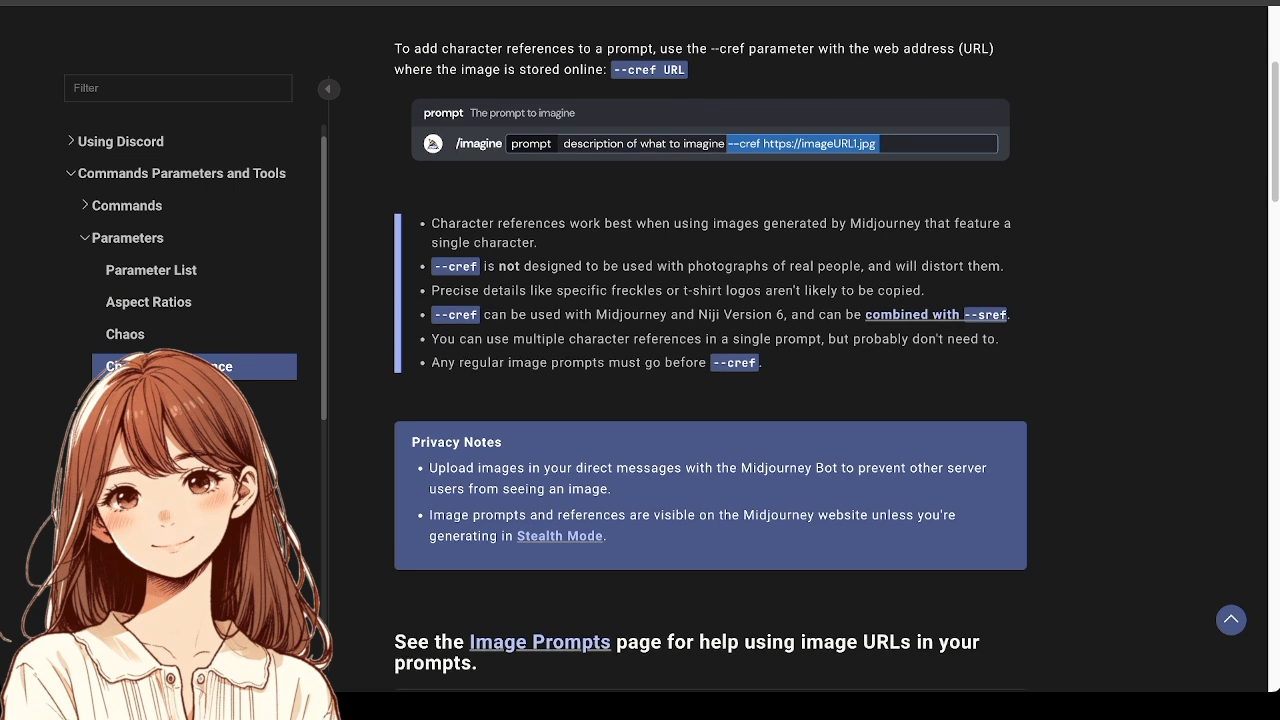 To add character references to a prompt, use the --cref parameter with the web address (URL)
where the image is stored online: --cref URL
Filter
prompt The prompt to imagine
/imagine prompt description of what to imagine --cref https://imageURL1.jpg
Using Discord
Commands Parameters and Tools
Commands
Parameters
Parameter List
Aspect Ratios
Chaos
• Character references work best when using images generated by Midjourney that feature a
single character.
• --cref is not designed to be used with photographs of real people, and will distort them.
• Precise details like specific freckles or t-shirt logos aren't likely to be copied.
• --cref can be used with Midjourney and Niji Version 6, and can be combined with --sref.
• You can use multiple character references in a single prompt, but probably don't need to.
• Any regular image prompts must go before --cref.
Privacy Notes
• Upload images in your direct messages with the Midjourney Bot to prevent other server
users from seeing an image.
• Image prompts and references are visible on the Midjourney website unless you're
generating in Stealth Mode.
See the Image Prompts page for help using image URLs in your
prompts.